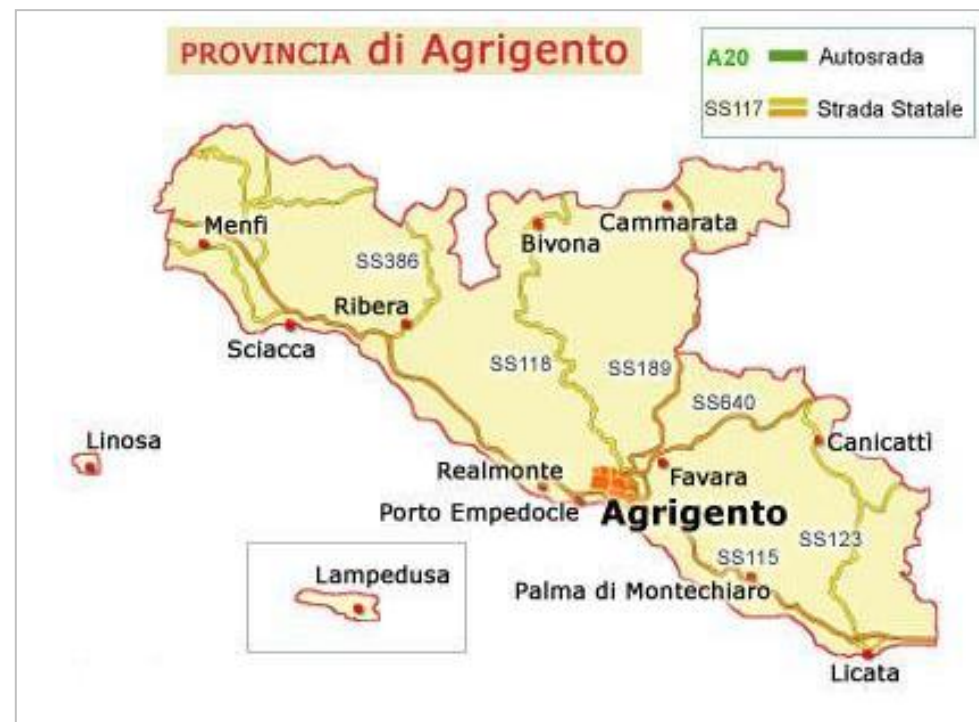 PROVINCIA di Agrigento
A20 Autosrada
SS117 Strada Statale
Menfi
Cammarata
Bivona
SS386
Ribera
Sciacca
SS118
SS189
SS640
Linosa
Canicattì
Realmonte
Favara
Porto Empedocle
Agrigento
SS123
SS115
Lampedusa
Palma di Montechiaro
Licata